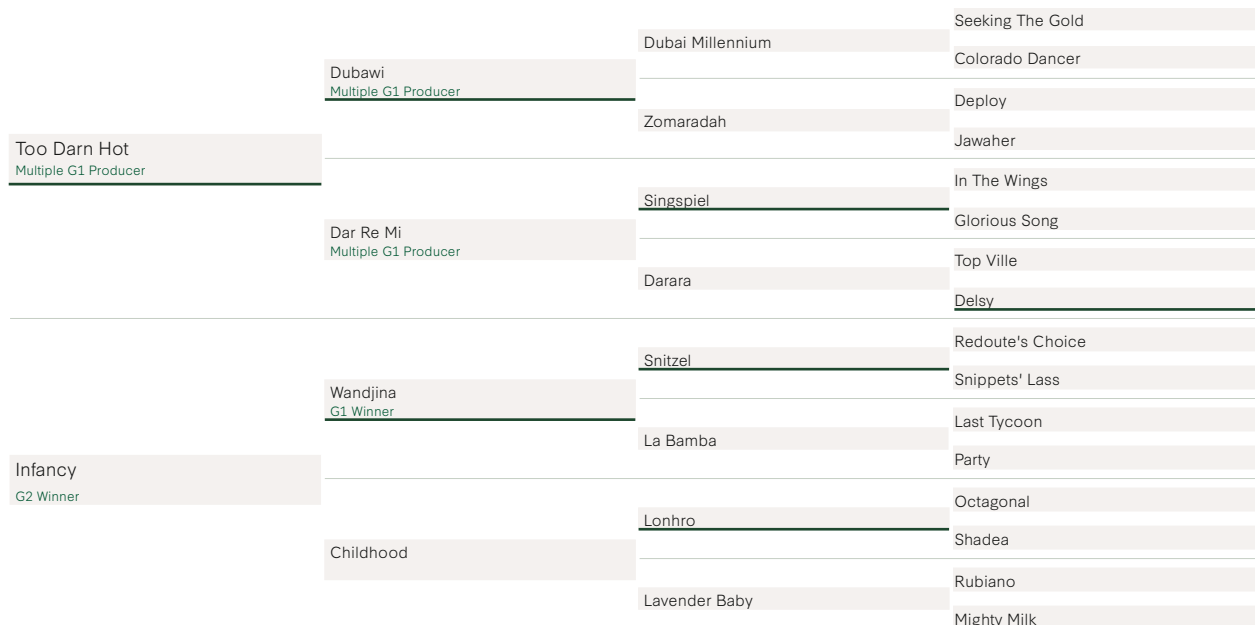 Too Darn Hot
Multiple G1 Producer
Infancy
G2 Winner
Dubawi
Multiple G1 Producer
Dar Re Mi
Multiple G1 Producer
Wandjina
G1 Winner
Childhood
Dubai Millennium
Zomaradah
Singspiel
Darara
Snitzel
La Bamba
Lonhro
Lavender Baby
Seeking The Gold
Colorado Dancer
Deploy
Jawaher
In The Wings
Glorious Song
Top Ville
Delsy
Redoute's Choice
Snippets' Lass
Last Tycoon
Party
Octagonal
Shadea
Rubiano
Mighty Milk